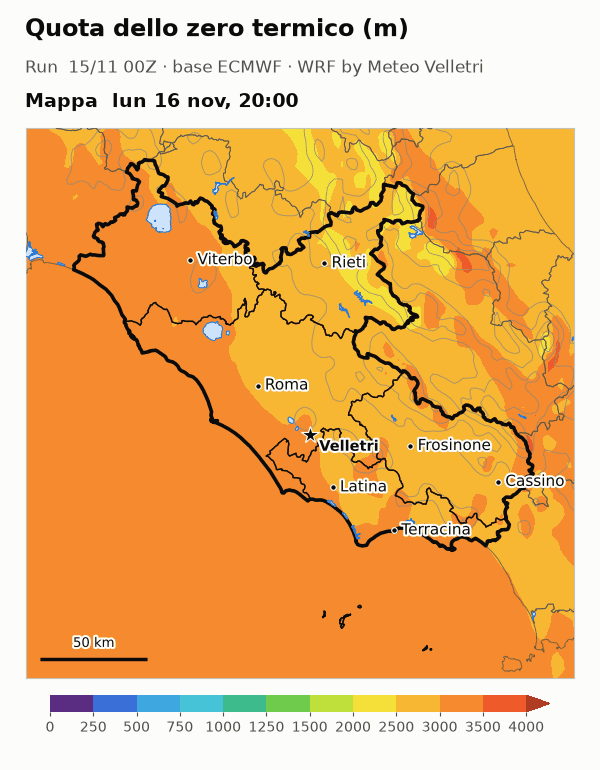 Quota dello zero termico (m)
Run  15/11 00Z · base ECMWF · WRF by Meteo Velletri
Mappa  lun 16 nov, 20:00
Viterbo
Rieti
Roma
Velletri
Frosinone
Cassino
Latina
Terracina
50 km
0 250 500 750 1000 1250 1500 2000 2500 3000 3500 4000